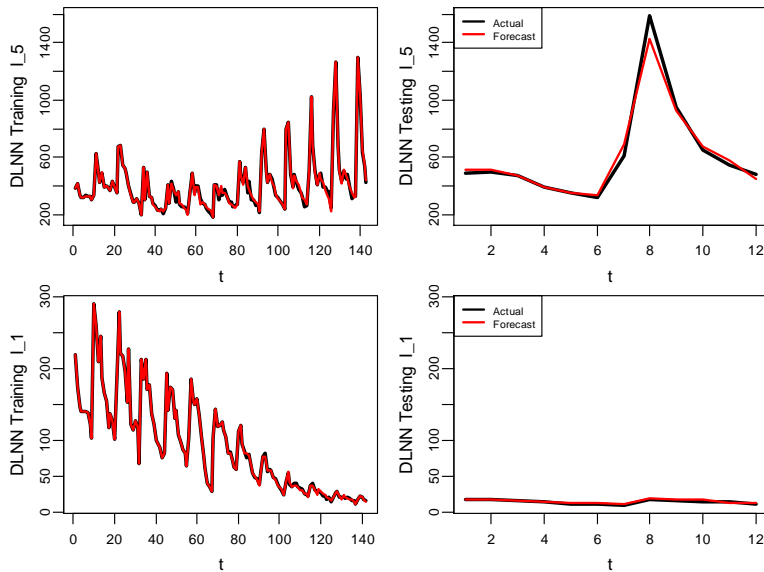 DLNN Training I_5
200 600 1000 1400
0 20 40 60 80 100 120 140
t
DLNN Testing I_5
200 600 1000 1400
Actual
Forecast
2 4 6 8 10 12
t
DLNN Training I_1
0 50 100 200 300
0 20 40 60 80 100 120 140
t
DLNN Testing I_1
0 50 100 200 300
Actual
Forecast
2 4 6 8 10 12
t